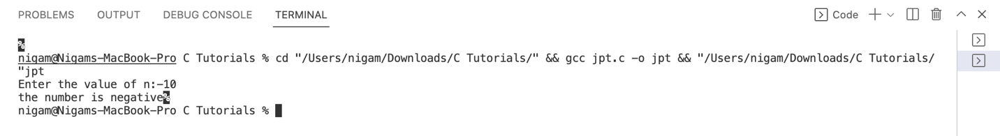 PROBLEMS OUTPUT DEBUG CONSOLE TERMINAL Code
%
nigam@Nigams-MacBook-Pro C Tutorials % cd "/Users/nigam/Downloads/C Tutorials/" && gcc jpt.c -o jpt && "/Users/nigam/Downloads/C Tutorials/
"jpt
Enter the value of n:-10
the number is negative%
nigam@Nigams-MacBook-Pro C Tutorials %